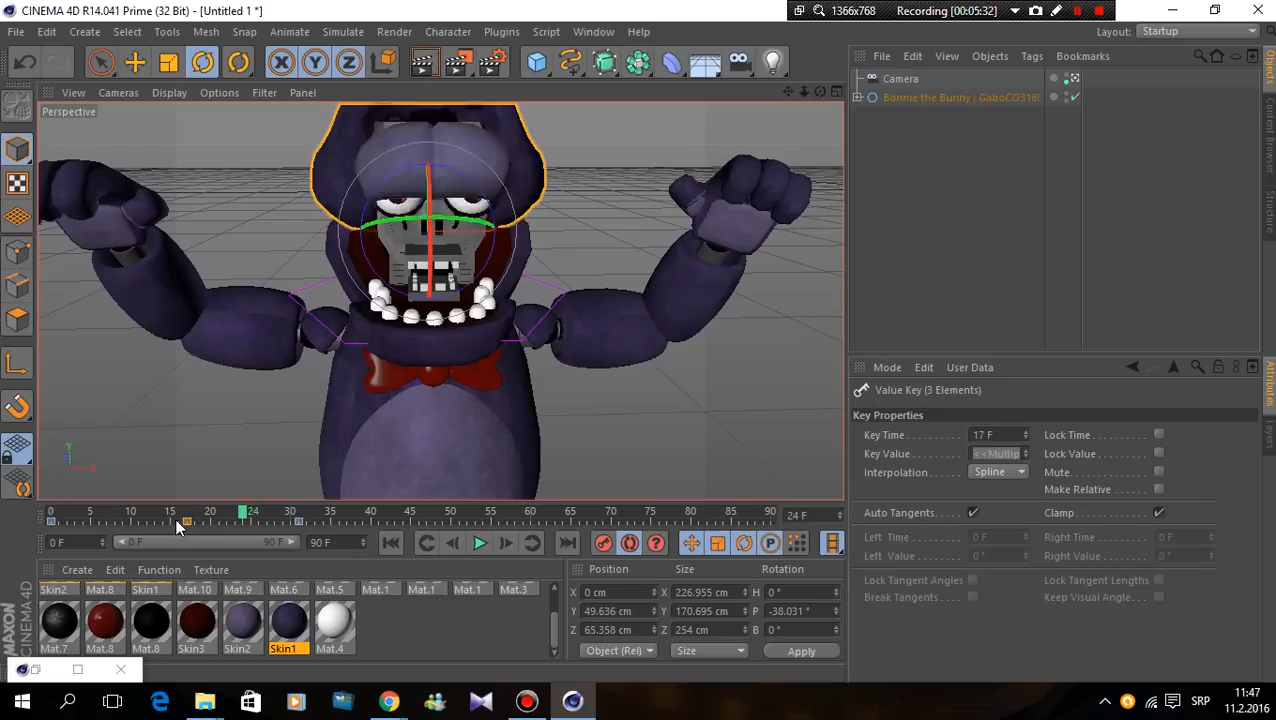 CINEMA 4D R14.041 Prime (32 Bit) - [Untitled 1 *]
1366x768
Recording [00:05:32]
File Edit Create Select Tools Mesh Snap Animate Simulate Render Character Plugins Script Window Help
Layout: Startup
View Cameras Display Options Filter Panel
Perspective
File Edit View Objects Tags Bookmarks
Camera
Bonnie the Bunny | GaboCO316!
Objects
Content Browser
Structure
Mode Edit User Data
Value Key (3 Elements)
Key Properties
Key Time 17 F Lock Time
Key Value <<Multip Lock Value
Interpolation Spline Mute
Make Relative
Auto Tangents Clamp
Left Time 0 F Right Time 0 F
Left Value 0 ° Right Value 0 °
Lock Tangent Angles Lock Tangent Lengths
Break Tangents Keep Visual Angle
Attributes
Layers
Y
X
0 5 10 15 20 24 30 35 40 45 50 55 60 65 70 75 80 85 90
24 F
0 F 0 F 90 F 90 F
Create Edit Function Texture
Skin2 Mat.8 Skin1 Mat.10 Mat.9 Mat.6 Mat.5 Mat.1 Mat.1 Mat.1 Mat.3
Mat.7 Mat.8 Mat.8 Skin3 Skin2 Skin1 Mat.4
Position Size Rotation
X 0 cm X 226.955 cm H 0 °
Y 49.636 cm Y 170.695 cm P -38.031 °
Z 65.358 cm Z 254 cm B 0 °
Object (Rel) Size Apply
MAXON
CINEMA 4D
SRP
11:47
11.2.2016